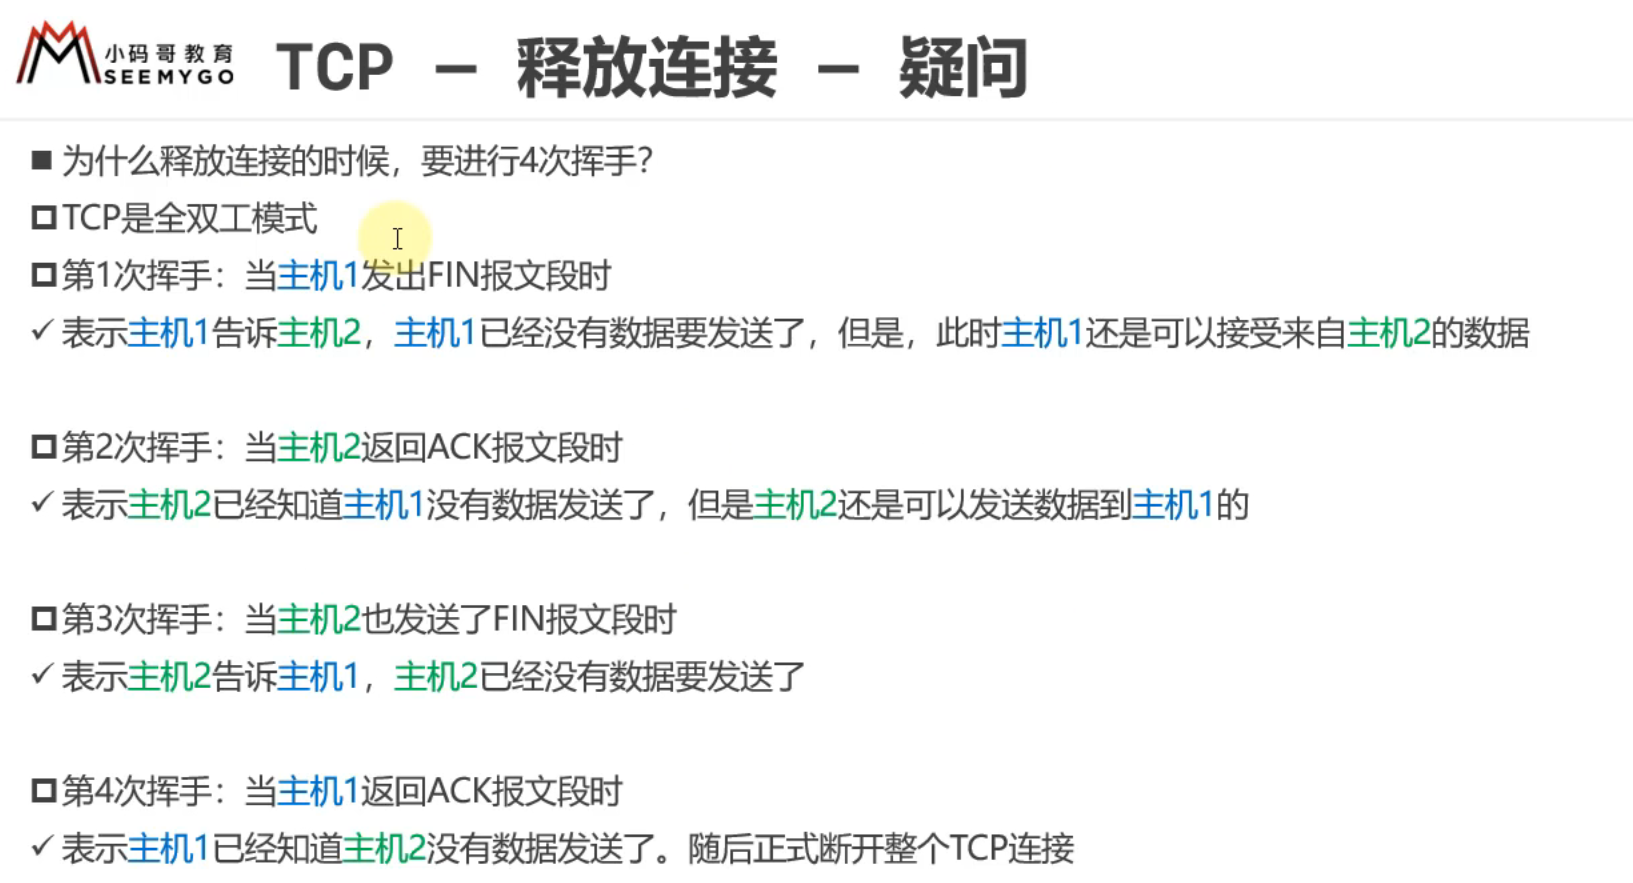 小码哥教育
SEEMYGO
TCP – 释放连接 – 疑问
为什么释放连接的时候，要进行4次挥手？
TCP是全双工模式
第1次挥手：当主机1发出FIN报文段时
表示主机1告诉主机2，主机1已经没有数据要发送了，但是，此时主机1还是可以接受来自主机2的数据
第2次挥手：当主机2返回ACK报文段时
表示主机2已经知道主机1没有数据发送了，但是主机2还是可以发送数据到主机1的
第3次挥手：当主机2也发送了FIN报文段时
表示主机2告诉主机1，主机2已经没有数据要发送了
第4次挥手：当主机1返回ACK报文段时
表示主机1已经知道主机2没有数据发送了。随后正式断开整个TCP连接